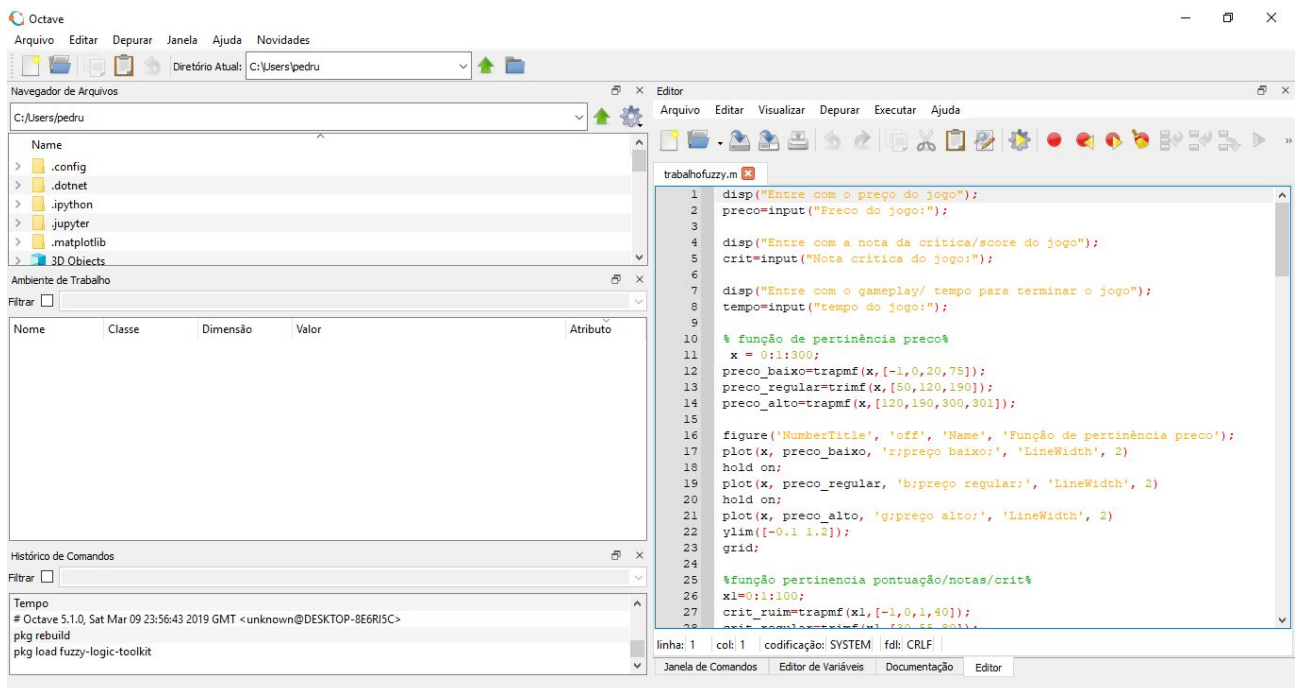 Octave
Arquivo Editar Depurar Janela Ajuda Novidades
Diretório Atual: C:\Users\pedru
Navegador de Arquivos
C:/Users/pedru
Name
.config
.dotnet
.ipython
.jupyter
.matplotlib
3D Objects
Ambiente de Trabalho
Filtrar
Nome Classe Dimensão Valor Atributo
Histórico de Comandos
Filtrar
Tempo
# Octave 5.1.0, Sat Mar 09 23:56:43 2019 GMT <unknown@DESKTOP-8E6RI5C>
pkg rebuild
pkg load fuzzy-logic-toolkit
Editor
Arquivo Editar Visualizar Depurar Executar Ajuda
trabalhofuzzy.m
1 disp("Entre com o preço do jogo");
2 preco=input("Preco do jogo:");
3
4 disp("Entre com a nota da crítica/score do jogo");
5 crit=input("Nota crítica do jogo:");
6
7 disp("Entre com o gameplay/ tempo para terminar o jogo");
8 tempo=input("tempo do jogo:");
9
10 % função de pertinência preco%
11 x = 0:1:300;
12 preco_baixo=trapmf(x,[-1,0,20,75]);
13 preco_regular=trimf(x,[50,120,190]);
14 preco_alto=trapmf(x,[120,190,300,301]);
15
16 figure('NumberTitle', 'off', 'Name', 'Função de pertinência preco');
17 plot(x, preco_baixo, 'r;preço baixo;', 'LineWidth', 2)
18 hold on;
19 plot(x, preco_regular, 'b;preço regular;', 'LineWidth', 2)
20 hold on;
21 plot(x, preco_alto, 'g;preço alto;', 'LineWidth', 2)
22 ylim([-0.1 1.2]);
23 grid;
24
25 %função pertinencia pontuação/notas/crit%
26 x1=0:1:100;
27 crit_ruim=trapmf(x1,[-1,0,1,40]);
28 crit_regular=trimf(x1,[30,55,80]);
linha: 1 col: 1 codificação: SYSTEM fdl: CRLF
Janela de Comandos Editor de Variáveis Documentação Editor